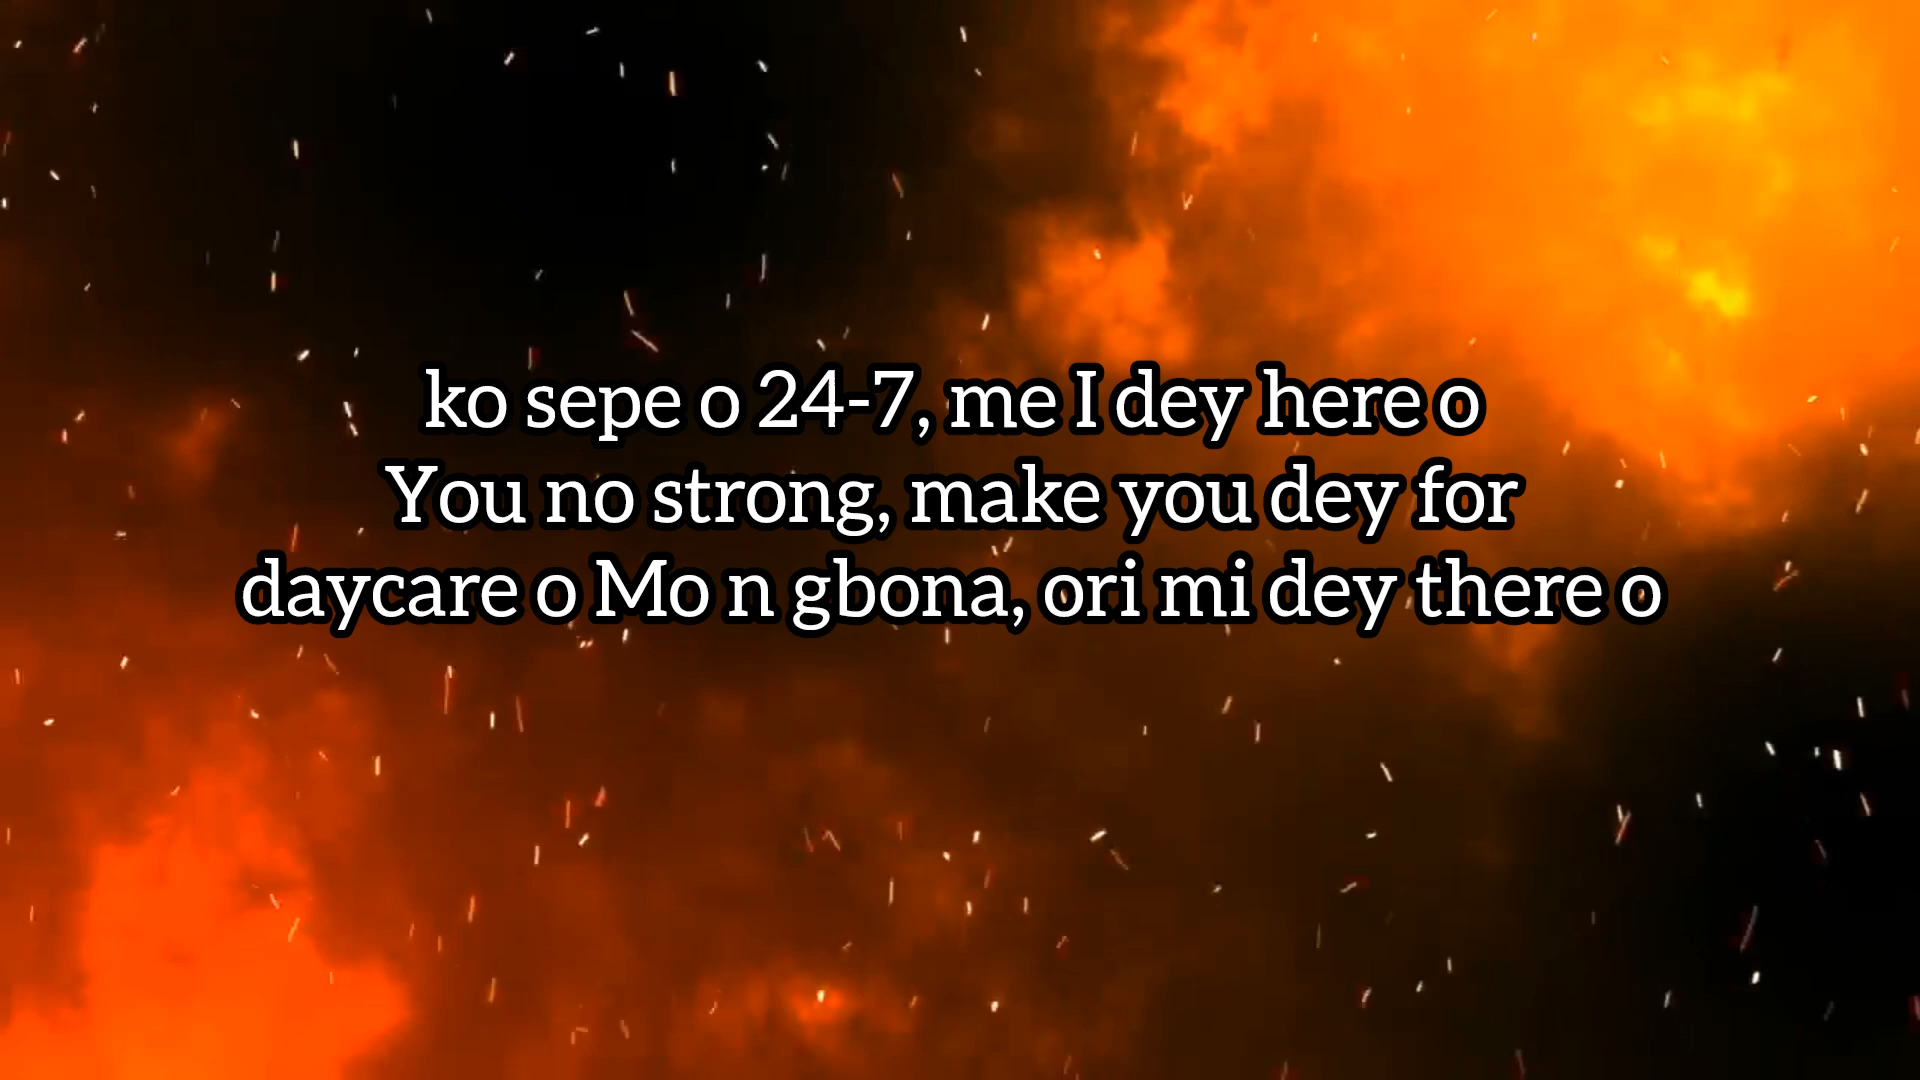 ko sepe o 24-7, me I dey here o
You no strong, make you dey for
daycare o Mo n gbona, ori mi dey there o